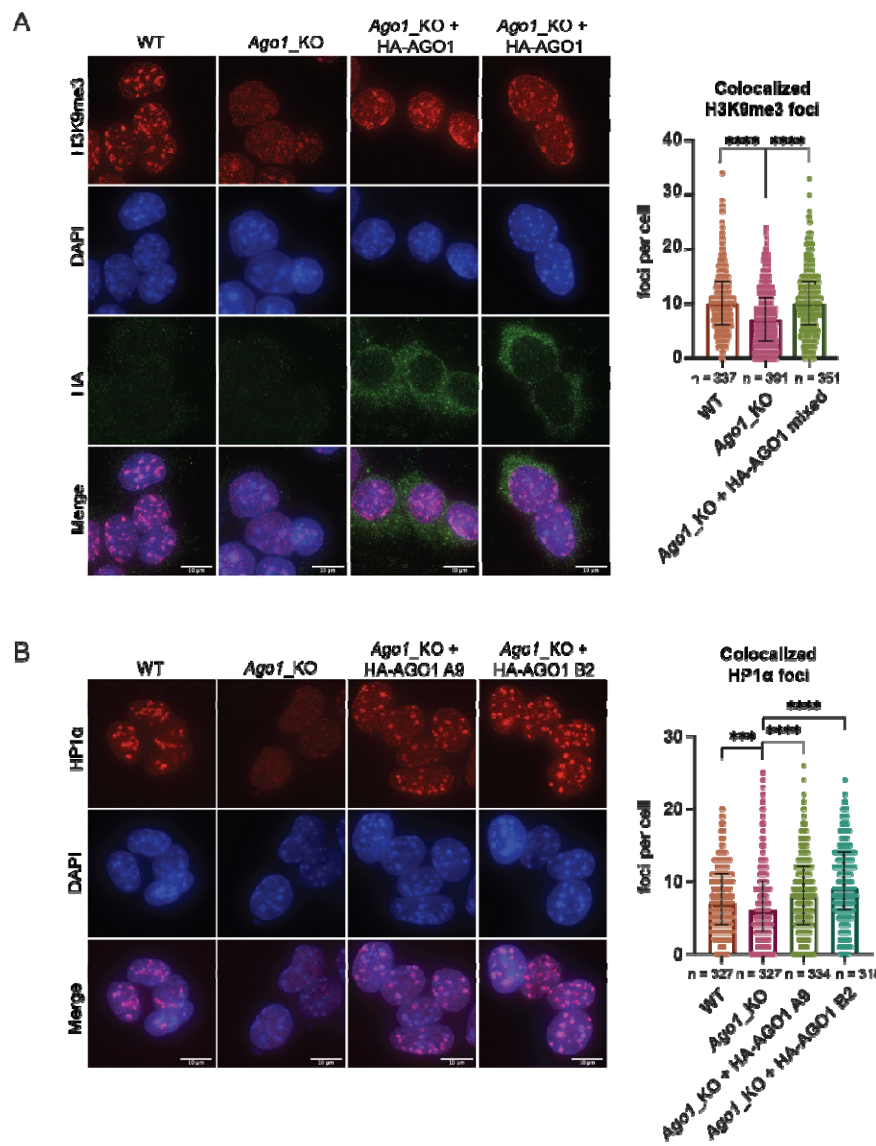 A
WT
Ago1_KO
Ago1_KO +
HA-AGO1
Ago1_KO +
HA-AGO1
H3K9me3
DAPI
HA
Merge
10 µm
10 µm
10 µm
10 µm
Colocalized
H3K9me3 foci
foci per cell
40
30
20
10
0
**** ****
n = 337 n = 391 n = 351
WT
Ago1_KO
Ago1_KO + HA-AGO1 mixed
B
WT
Ago1_KO
Ago1_KO +
HA-AGO1 A9
Ago1_KO +
HA-AGO1 B2
HP1α
DAPI
Merge
10 µm
10 µm
10 µm
10 µm
Colocalized
HP1α foci
foci per cell
30
20
10
0
****
*** ****
n = 327 n = 327 n = 334 n = 318
WT
Ago1_KO
Ago1_KO + HA-AGO1 A9
Ago1_KO + HA-AGO1 B2